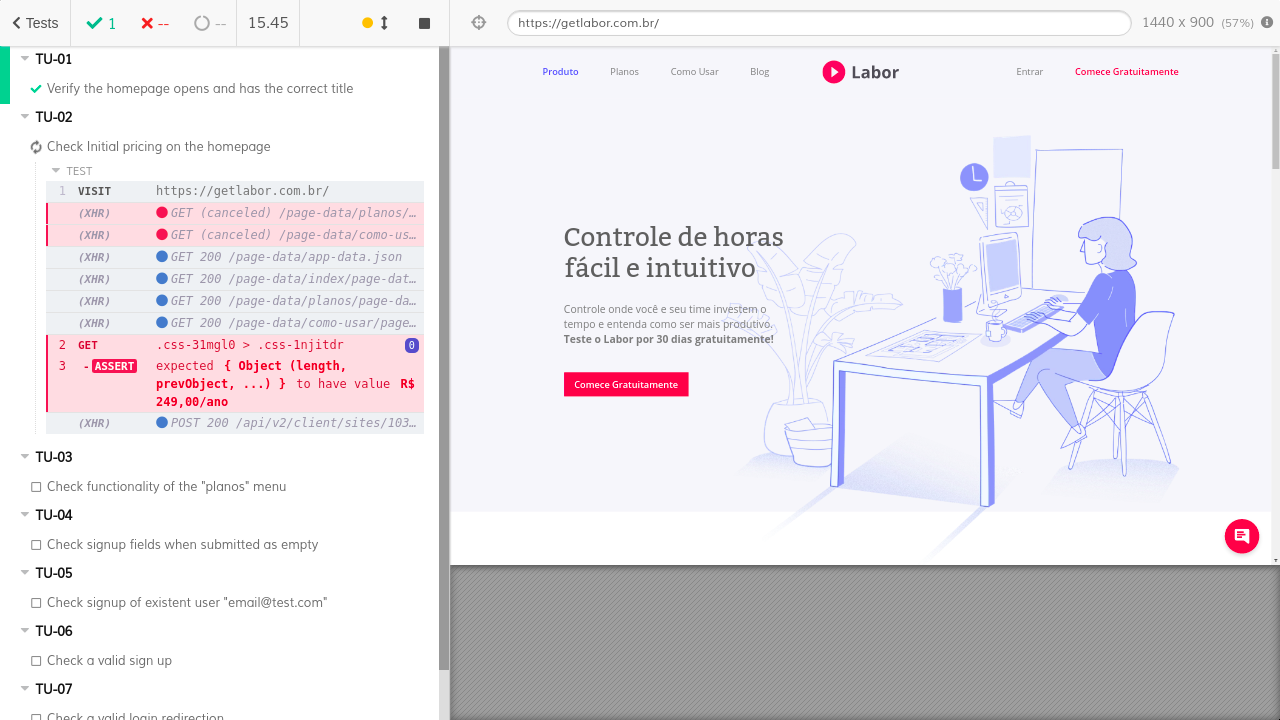 Tests
1
--
--
15.45
https://getlabor.com.br/
1440 x 900 (57%)
TU-01
Verify the homepage opens and has the correct title
TU-02
Check Initial pricing on the homepage
TEST
1 VISIT https://getlabor.com.br/
(XHR) GET (canceled) /page-data/planos/…
(XHR) GET (canceled) /page-data/como-us…
(XHR) GET 200 /page-data/app-data.json
(XHR) GET 200 /page-data/index/page-dat…
(XHR) GET 200 /page-data/planos/page-da…
(XHR) GET 200 /page-data/como-usar/page…
2 GET .css-31mgl0 > .css-1njitdr 0
3 -ASSERT expected { Object (length,
prevObject, ...) } to have value R$
249,00/ano
(XHR) POST 200 /api/v2/client/sites/103…
TU-03
Check functionality of the "planos" menu
TU-04
Check signup fields when submitted as empty
TU-05
Check signup of existent user "email@test.com"
TU-06
Check a valid sign up
TU-07
Check a valid login redirection
Produto Planos Como Usar Blog Labor Entrar Comece Gratuitamente
Controle de horas
fácil e intuitivo
Controle onde você e seu time investem o
tempo e entenda como ser mais produtivo.
Teste o Labor por 30 dias gratuitamente!
Comece Gratuitamente